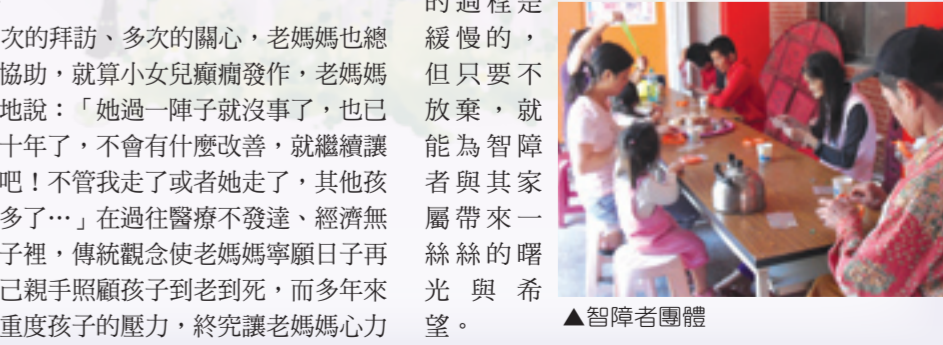 次的拜訪、多次的關心，老媽媽也總
協助，就算小女兒癲癇發作，老媽媽
地說：「她過一陣子就沒事了，也已
十年了，不會有什麼改善，就繼續讓
吧！不管我走了或者她走了，其他孩
多了…」在過往醫療不發達、經濟無
子裡，傳統觀念使老媽媽寧願日子再
己親手照顧孩子到老到死，而多年來
重度孩子的壓力，終究讓老媽媽心力
的過程是
緩慢的，
但只要不
放棄，就
能為智障
者與其家
屬帶來一
絲絲的曙
光與希
望。
▲智障者團體